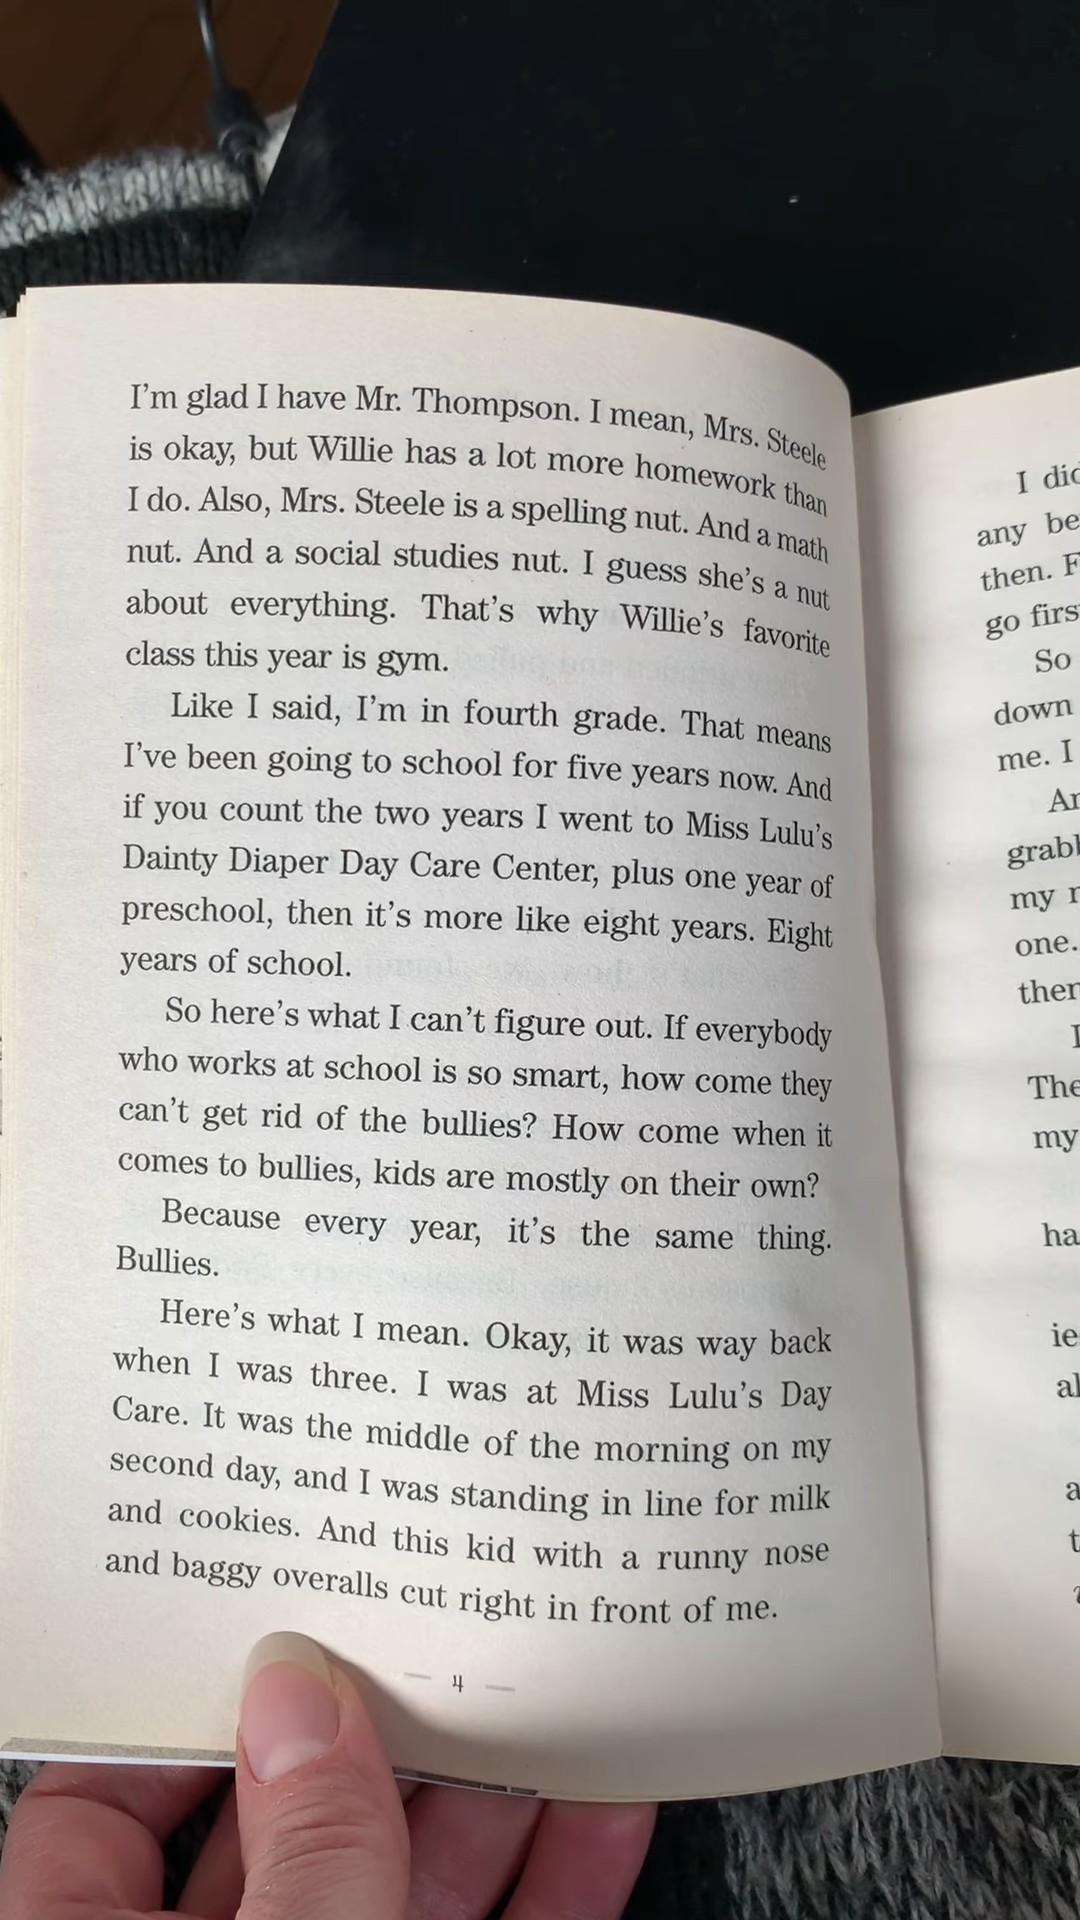 I'm glad I have Mr. Thompson. I mean, Mrs. Steele
is okay, but Willie has a lot more homework than
I do. Also, Mrs. Steele is a spelling nut. And a math
nut. And a social studies nut. I guess she's a nut
about everything. That's why Willie's favorite
class this year is gym.
Like I said, I'm in fourth grade. That means
I've been going to school for five years now. And
if you count the two years I went to Miss Lulu's
Dainty Diaper Day Care Center, plus one year of
preschool, then it's more like eight years. Eight
years of school.
So here's what I can't figure out. If everybody
who works at school is so smart, how come they
can't get rid of the bullies? How come when it
comes to bullies, kids are mostly on their own?
Because every year, it's the same thing.
Bullies.
Here's what I mean. Okay, it was way back
when I was three. I was at Miss Lulu's Day
Care. It was the middle of the morning on my
second day, and I was standing in line for milk
and cookies. And this kid with a runny nose
and baggy overalls cut right in front of me.
4
I
any be
then.
go
So
down
me. I
my
one.
The
my